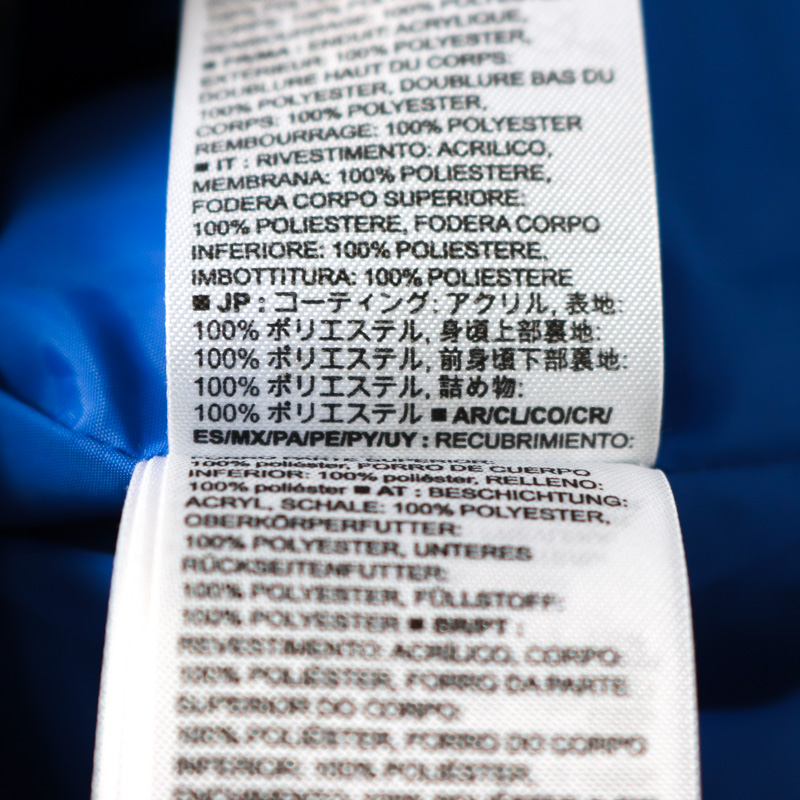 ■ FR/MA : ENDUIT ACRYLIQUE,
EXTÉRIEUR: 100% POLYESTER,
DOUBLURE HAUT DU CORPS:
100% POLYESTER, DOUBLURE BAS DU
CORPS: 100% POLYESTER,
REMBOURRAGE: 100% POLYESTER
■ IT : RIVESTIMENTO: ACRILICO,
MEMBRANA: 100% POLIESTERE,
FODERA CORPO SUPERIORE:
100% POLIESTERE, FODERA CORPO
INFERIORE: 100% POLIESTERE,
IMBOTTITURA: 100% POLIESTERE
■ JP : コーティング: アクリル, 表地:
100% ポリエステル, 身頃上部裏地:
100% ポリエステル, 前身頃下部裏地:
100% ポリエステル, 詰め物:
100% ポリエステル ■ AR/CL/CO/CR/
ES/MX/PA/PE/PY/UY : RECUBRIMIENTO:
FORRO PARTE SUPERIOR:
100% poliéster, FORRO DE CUERPO
INFERIOR: 100% poliéster, RELLENO:
100% poliéster ■ AT : BESCHICHTUNG:
ACRYL, SCHALE: 100% POLYESTER,
OBERKÖRPERFUTTER:
100% POLYESTER, UNTERES
RÜCKSEITENFUTTER:
100% POLYESTER, FÜLLSTOFF:
100% POLYESTER ■ BR/PT :
REVESTIMENTO: ACRÍLICO, CORPO:
100% POLIÉSTER, FORRO DA PARTE
SUPERIOR DO CORPO:
100% POLIÉSTER, FORRO DO CORPO
INFERIOR: 100% POLIÉSTER,